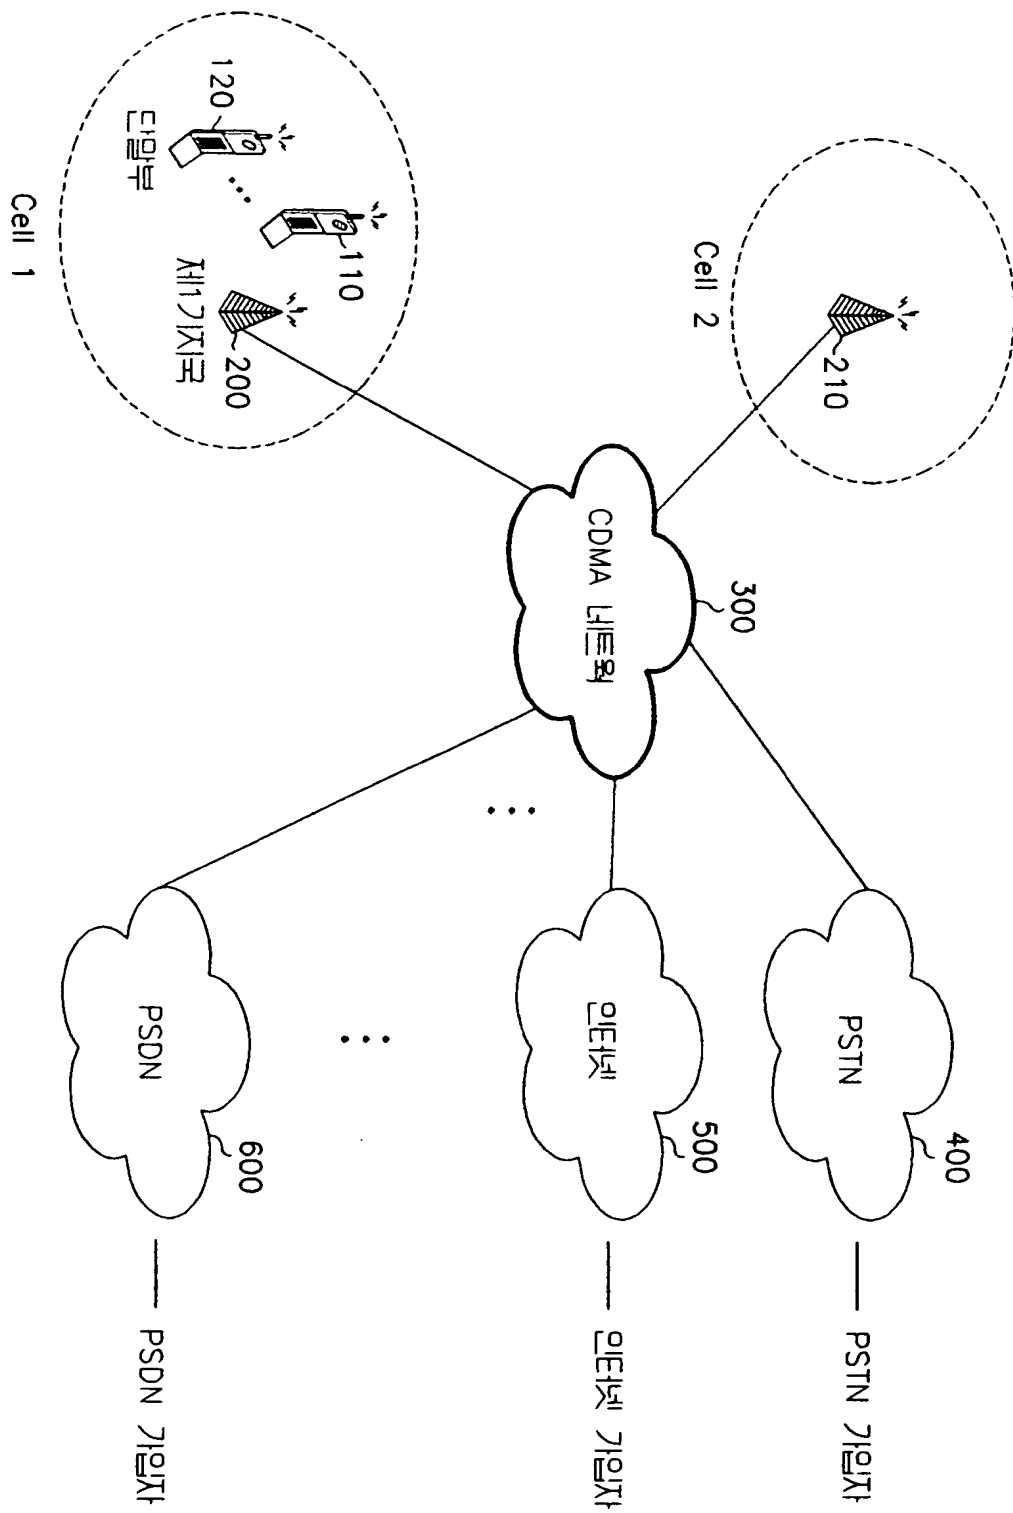 Cell 2
210
300
CDMA 네트웍
PSTN
400
PSTN 가입자
인터넷
500
인터넷 가입자
120
단말부
110
제1기지국
200
Cell 1
PSDN
600
PSDN 가입자